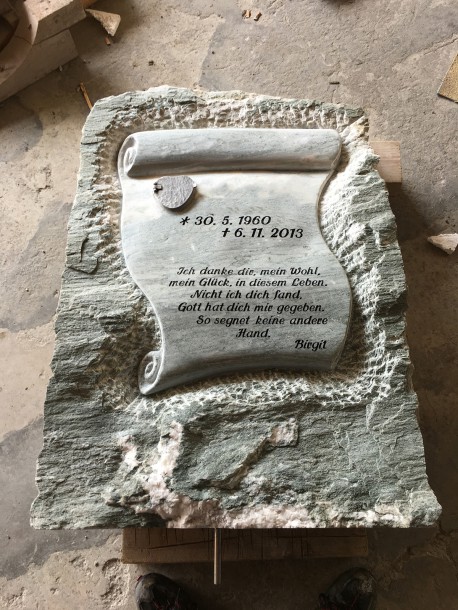 * 30. 5. 1960
† 6. 11. 2013
Ich danke dir, mein Wohl,
mein Glück, in diesem Leben.
Nicht ich dich fand,
Gott hat dich mir gegeben.
So segnet keine andere
Hand.
Birgit